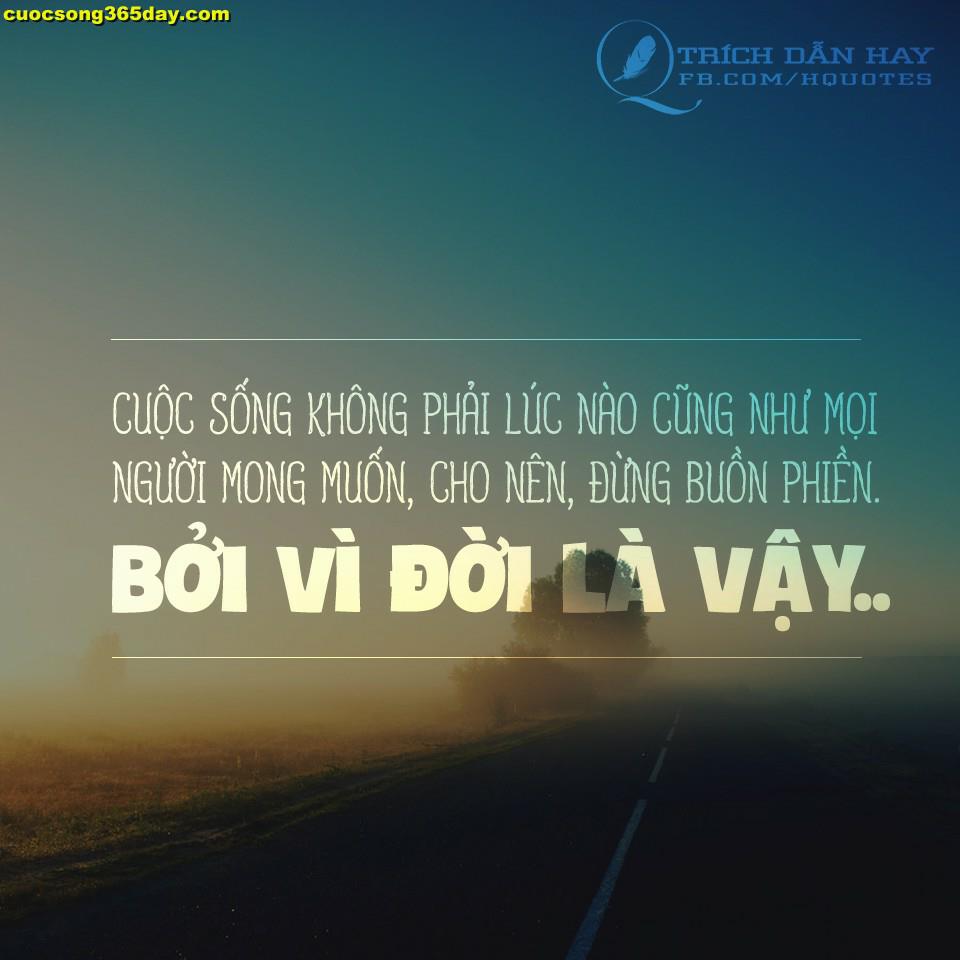 cuocsong365day.com
TRÍCH DẪN HAY
FB.COM/HQUOTES
CUỘC SỐNG KHÔNG PHẢI LÚC NÀO CŨNG NHƯ MỌI
NGƯỜI MONG MUỐN, CHO NÊN, ĐỪNG BUỒN PHIỀN.
BỞI VÌ ĐỜI LÀ VẬY..